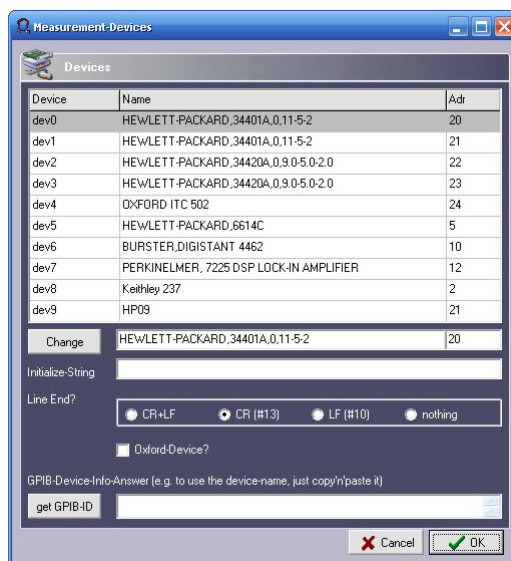 Measurement-Devices
Devices
Device Name Adr
dev0 HEWLETT-PACKARD,34401A,0,11-5-2 20
dev1 HEWLETT-PACKARD,34401A,0,11-5-2 21
dev2 HEWLETT-PACKARD,34420A,0,9.0-5.0-2.0 22
dev3 HEWLETT-PACKARD,34420A,0,9.0-5.0-2.0 23
dev4 OXFORD ITC 502 24
dev5 HEWLETT-PACKARD,6614C 5
dev6 BURSTER,DIGISTANT 4462 10
dev7 PERKINELMER, 7225 DSP LOCK-IN AMPLIFIER 12
dev8 Keithley 237 2
dev9 HP09 21
Change HEWLETT-PACKARD,34401A,0,11-5-2 20
Initialize-String
Line End?
CR+LF CR (#13) LF (#10) nothing
Oxford-Device?
GPIB-Device-Info-Answer (e.g. to use the device-name, just copy'n'paste it)
get GPIB-ID
Cancel OK